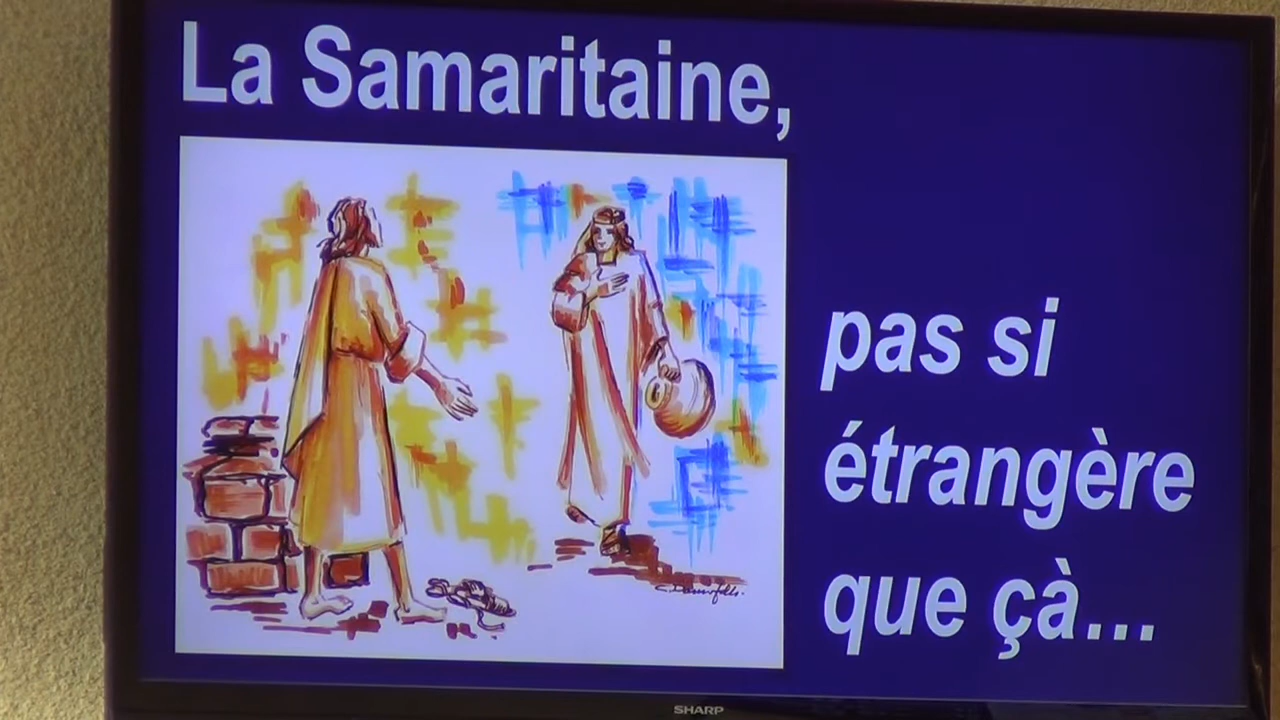 La Samaritaine,
pas si
étrangère
que çà...
SHARP